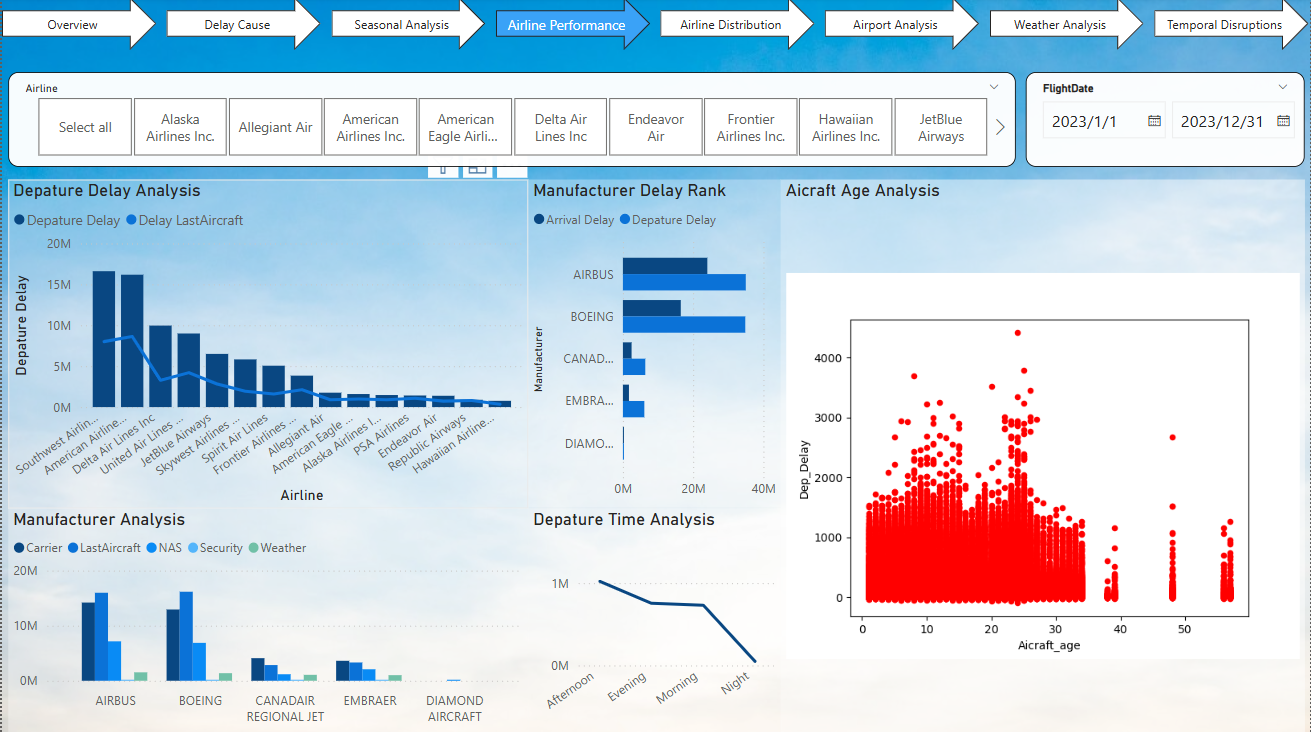 Overview
Delay Cause
Seasonal Analysis
Airline Performance
Airline Distribution
Airport Analysis
Weather Analysis
Temporal Disruptions
Airline
Select all
Alaska
Airlines Inc.
Allegiant Air
American
Airlines Inc.
American
Eagle Airli...
Delta Air
Lines Inc
Endeavor
Air
Frontier
Airlines Inc.
Hawaiian
Airlines Inc.
JetBlue
Airways
FlightDate
2023/1/1
2023/12/31
Depature Delay Analysis
Depature Delay
Delay LastAircraft
20M
15M
10M
5M
0M
Depature Delay
Southwest Airlin...
American Airline...
Delta Air Lines Inc
United Air Lines ...
JetBlue Airways
Skywest Airlines ...
Spirit Air Lines
Frontier Airlines ...
Allegiant Air
American Eagle ...
Alaska Airlines I...
PSA Airlines
Endeavor Air
Republic Airways
Hawaiian Airline...
Airline
Manufacturer Delay Rank
Arrival Delay
Depature Delay
Manufacturer
AIRBUS
BOEING
CANAD...
EMBRA...
DIAMO...
0M
20M
40M
Aicraft Age Analysis
Dep_Delay
4000
3000
2000
1000
0
0
10
20
30
40
50
Aicraft_age
Manufacturer Analysis
Carrier
LastAircraft
NAS
Security
Weather
20M
10M
0M
AIRBUS
BOEING
CANADAIR
REGIONAL JET
EMBRAER
DIAMOND
AIRCRAFT
Depature Time Analysis
1M
0M
Afternoon
Evening
Morning
Night